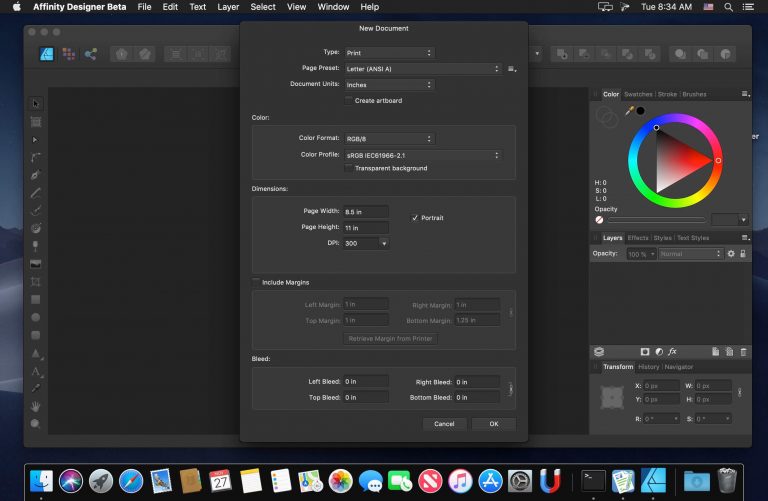 Affinity Designer Beta File Edit Text Layer Select View Window Help Tue 8:34 AM
New Document
Type: Print
Page Preset: Letter (ANSI A)
Document Units: Inches
Create artboard
Color:
Color Format: RGB/8
Color Profile: sRGB IEC61966-2.1
Transparent background
Dimensions:
Page Width: 8.5 in
Portrait
Page Height: 11 in
DPI: 300
Include Margins
Left Margin: 1 in Right Margin: 1 in
Top Margin: 1 in Bottom Margin: 1.25 in
Retrieve Margin from Printer
Bleed:
Left Bleed: 0 in Right Bleed: 0 in
Top Bleed: 0 in Bottom Bleed: 0 in
Cancel OK
Color Swatches Stroke Brushes
H: 0
S: 0
L: 0
Opacity
Layers Effects Styles Text Styles
Opacity: 100 % Normal
fx
Transform History Navigator
X: 0 px W: 0 px
Y: 0 px H: 0 px
R: 0 ° S: 0 °
A
er
NOV
27